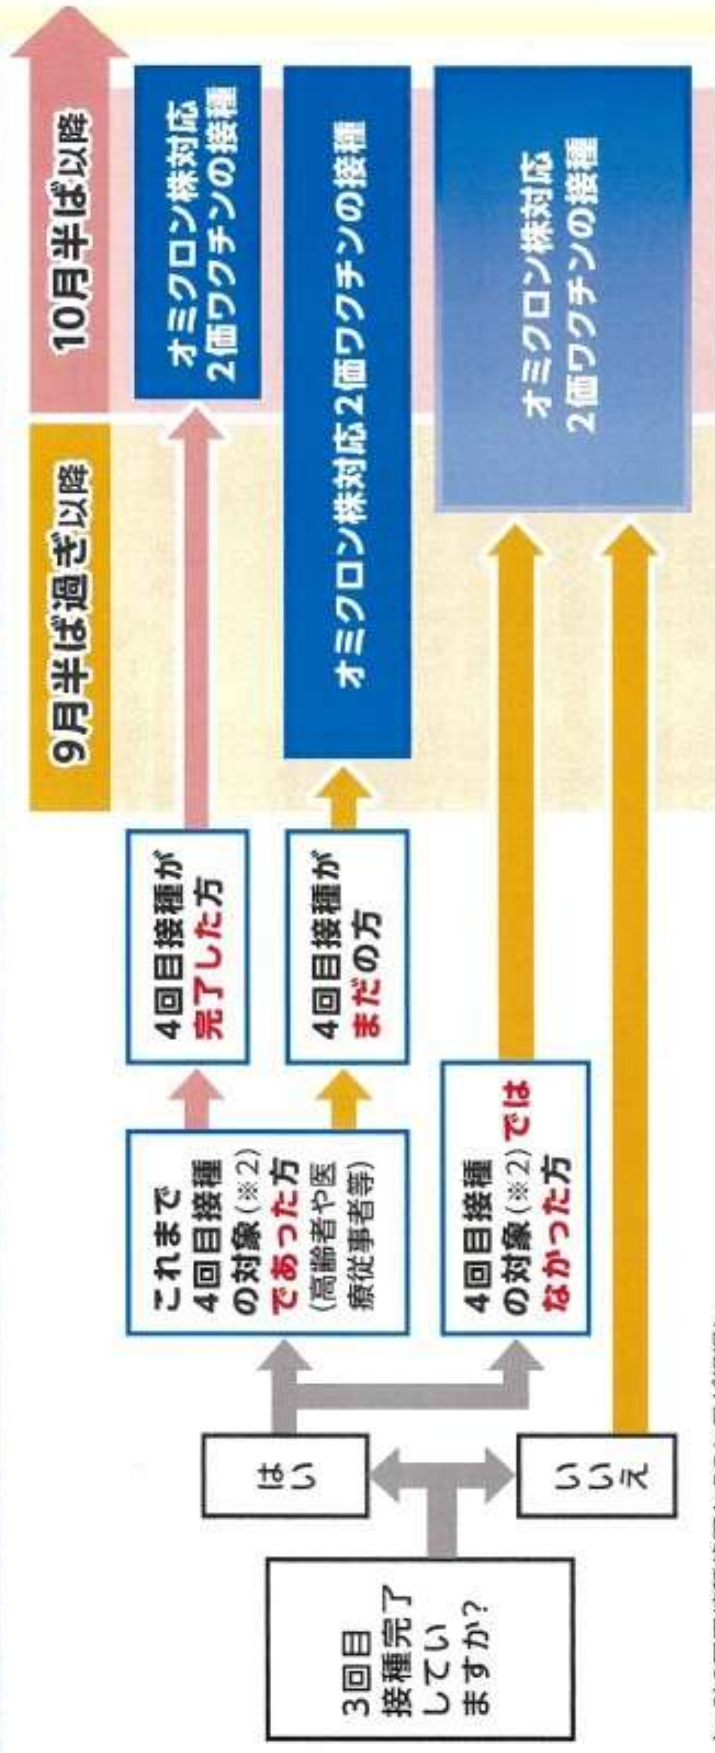 9月半ば過ぎ以降
10月半ば以降
3回目
接種完了
してい
ますか?
はい
いいえ
これまで
4回目接種
の対象(※2)
であった方
(高齢者や医
療従事者等)
4回目接種が
完了した方
オミクロン株対応
2価ワクチンの接種
4回目接種が
まだの方
オミクロン株対応2価ワクチンの接種
4回目接種
の対象(※2)では
なかった方
オミクロン株対応
2価ワクチンの接種